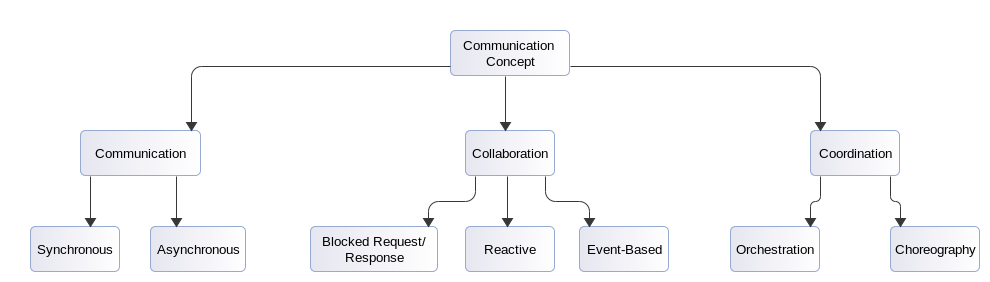 Communication
Concept
Communication
Collaboration
Coordination
Synchronous
Asynchronous
Blocked Request/
Response
Reactive
Event-Based
Orchestration
Choreography